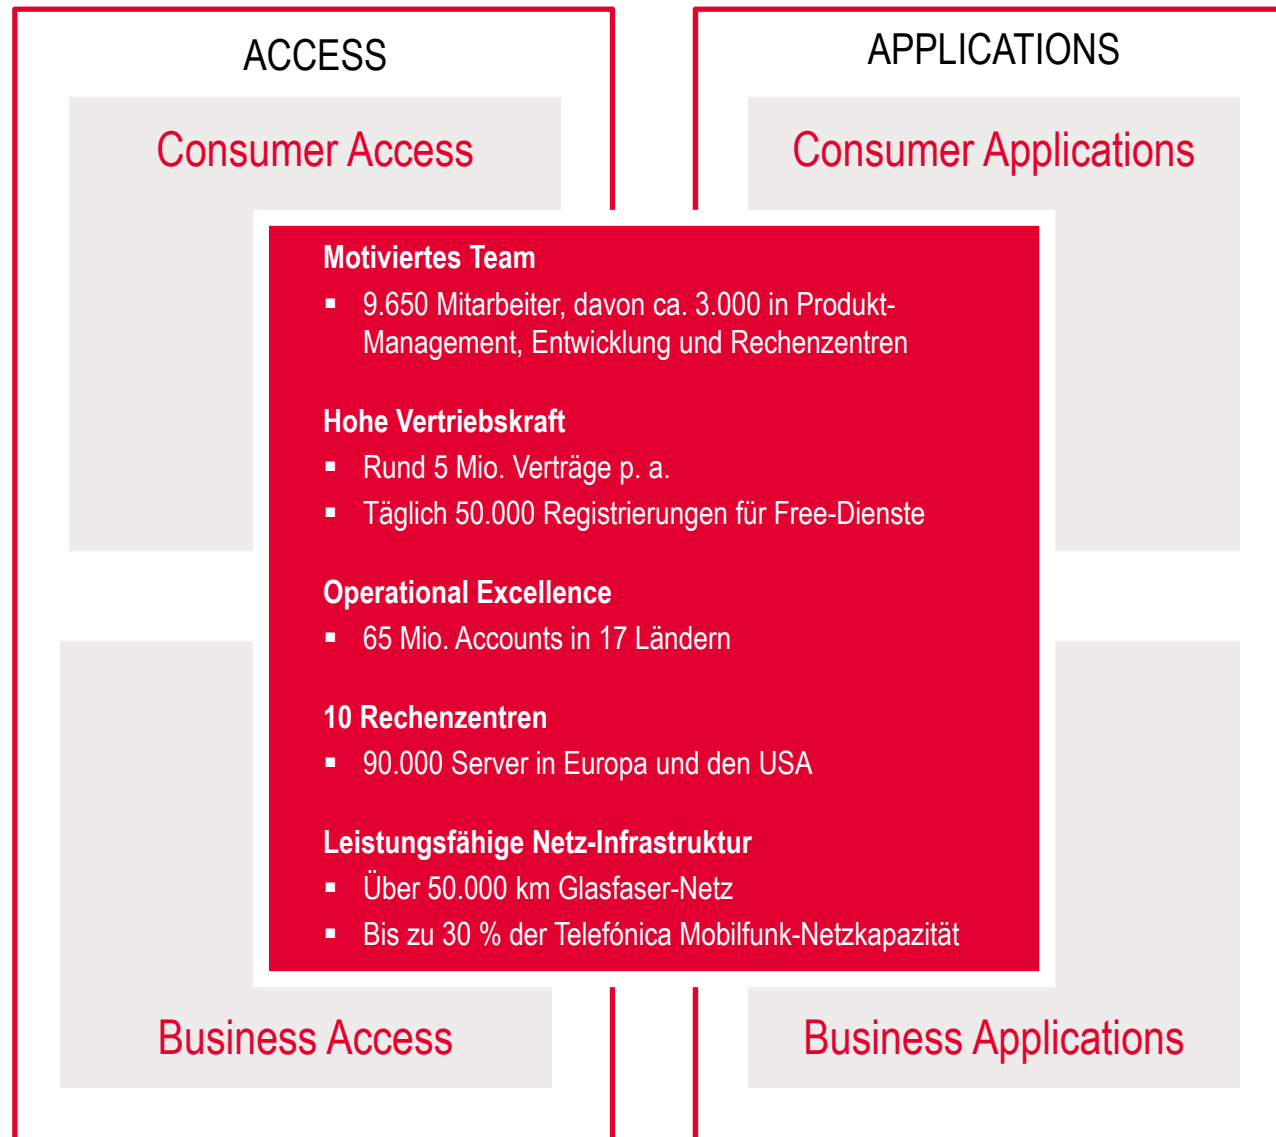 ACCESS
APPLICATIONS
Consumer Access
Consumer Applications
Motiviertes Team
▪ 9.650 Mitarbeiter, davon ca. 3.000 in Produkt-
Management, Entwicklung und Rechenzentren
Hohe Vertriebskraft
▪ Rund 5 Mio. Verträge p. a.
▪ Täglich 50.000 Registrierungen für Free-Dienste
Operational Excellence
▪ 65 Mio. Accounts in 17 Ländern
10 Rechenzentren
▪ 90.000 Server in Europa und den USA
Leistungsfähige Netz-Infrastruktur
▪ Über 50.000 km Glasfaser-Netz
▪ Bis zu 30 % der Telefónica Mobilfunk-Netzkapazität
Business Access
Business Applications